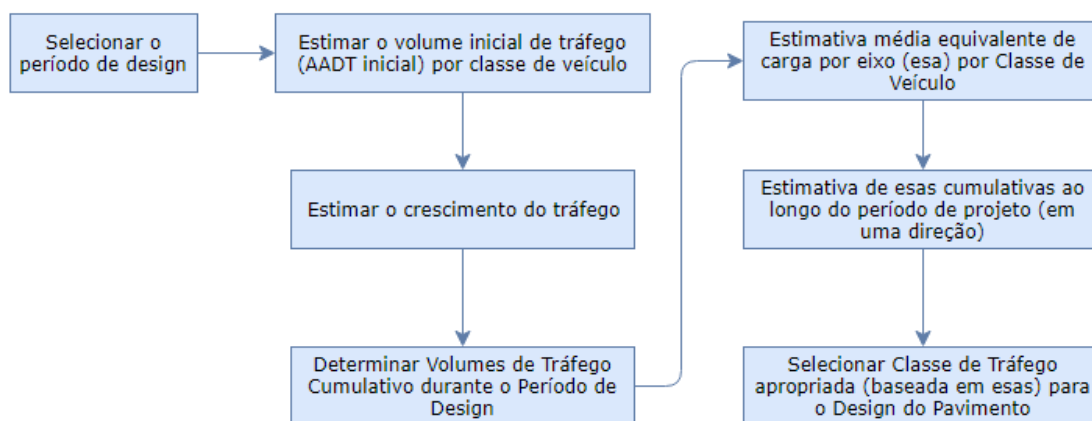 Selecionar o
período de design
Estimar o volume inicial de tráfego
(AADT inicial) por classe de veículo
Estimar o crescimento do tráfego
Determinar Volumes de Tráfego
Cumulativo durante o Período de
Design
Estimativa média equivalente de
carga por eixo (esa) por Classe de
Veículo
Estimativa de esas cumulativas ao
longo do período de projeto (em
uma direção)
Selecionar Classe de Tráfego
apropriada (baseada em esas) para
o Design do Pavimento